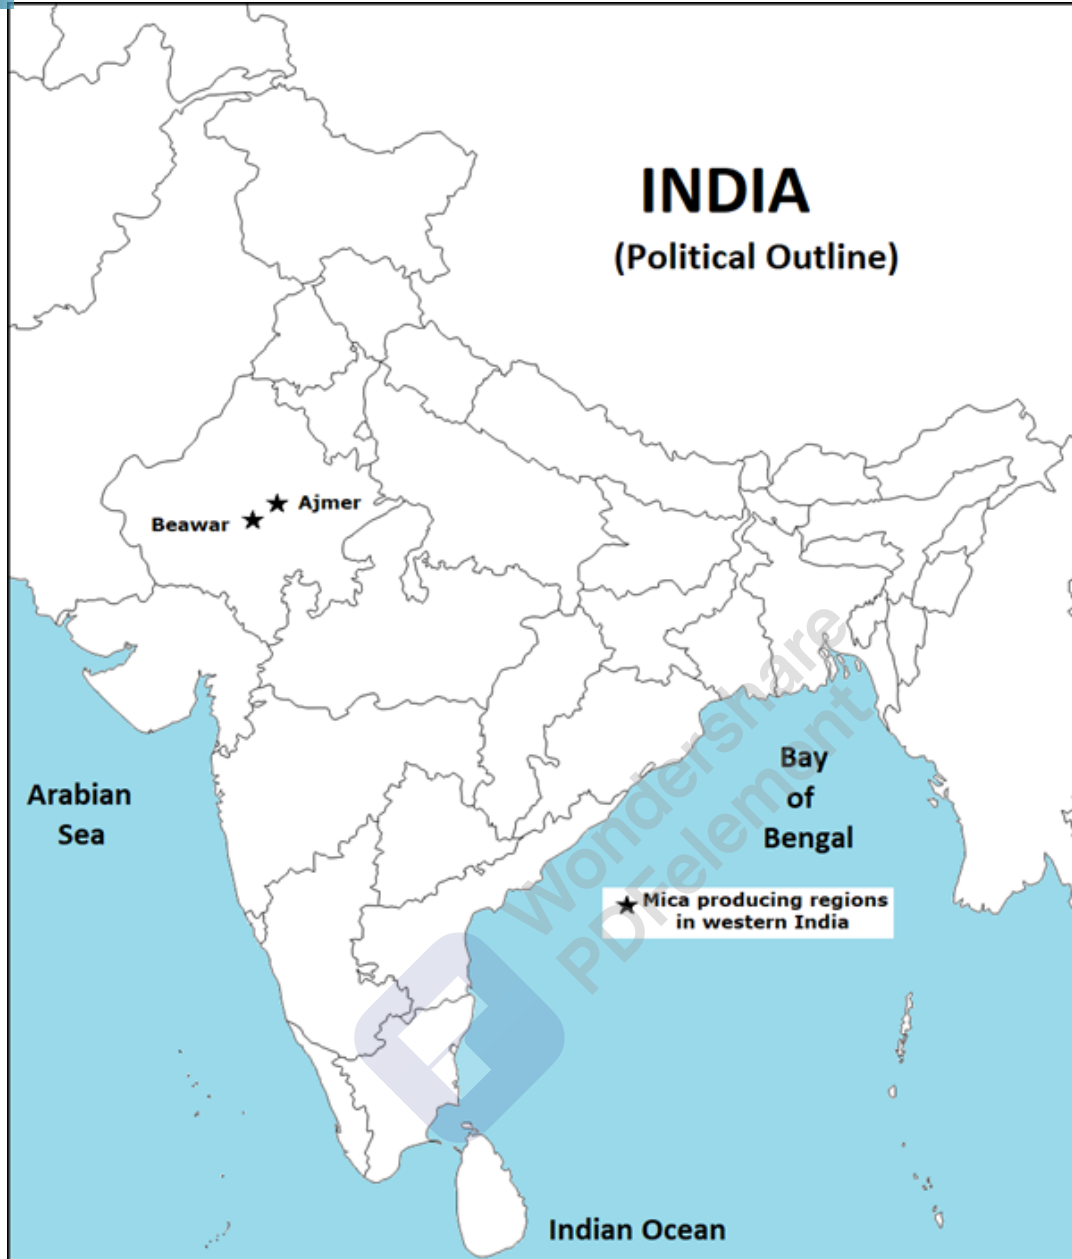 INDIA
(Political Outline)
Ajmer
Beawar
Arabian
Sea
Bay
of
Bengal
Mica producing regions
in western India
Indian Ocean
Wondershare
PDFelement